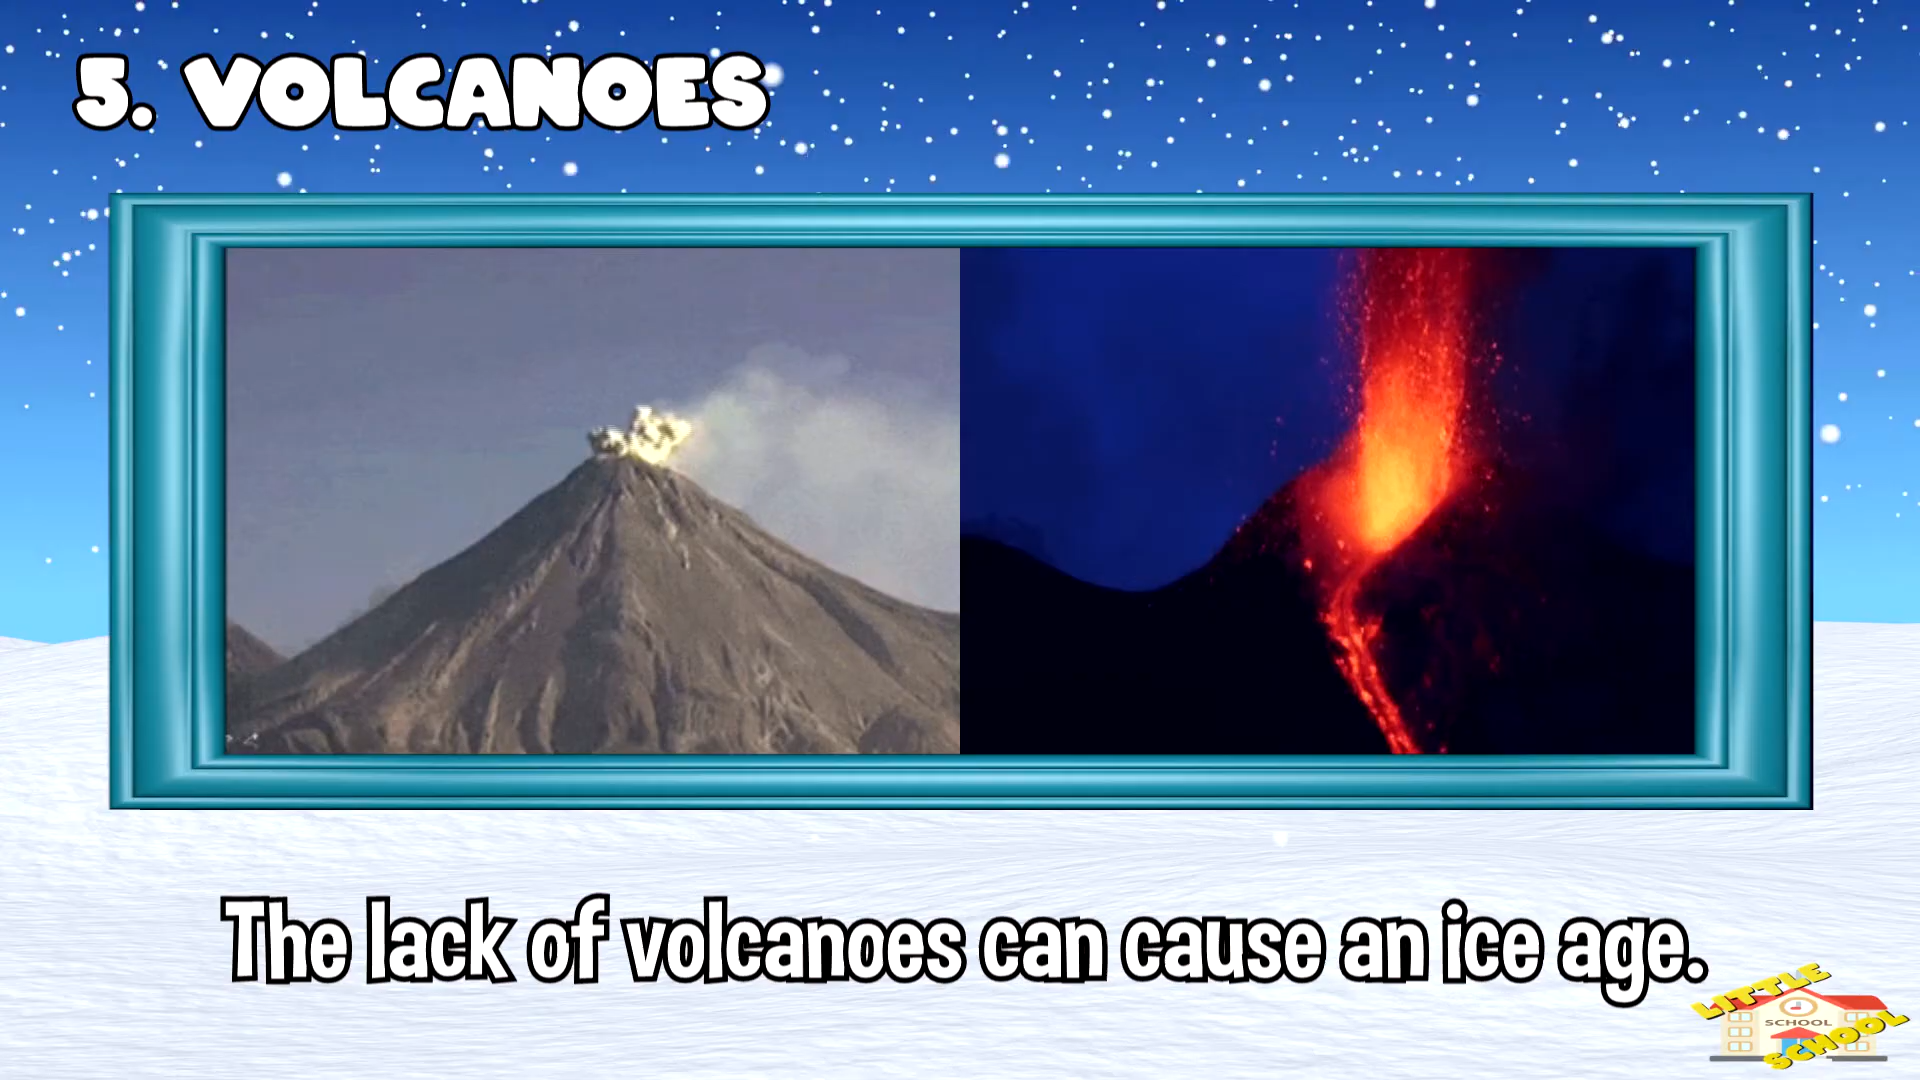 5. VOLCANOES
The lack of volcanoes can cause an ice age.
LITTLE
SCHOOL
SCHOOL